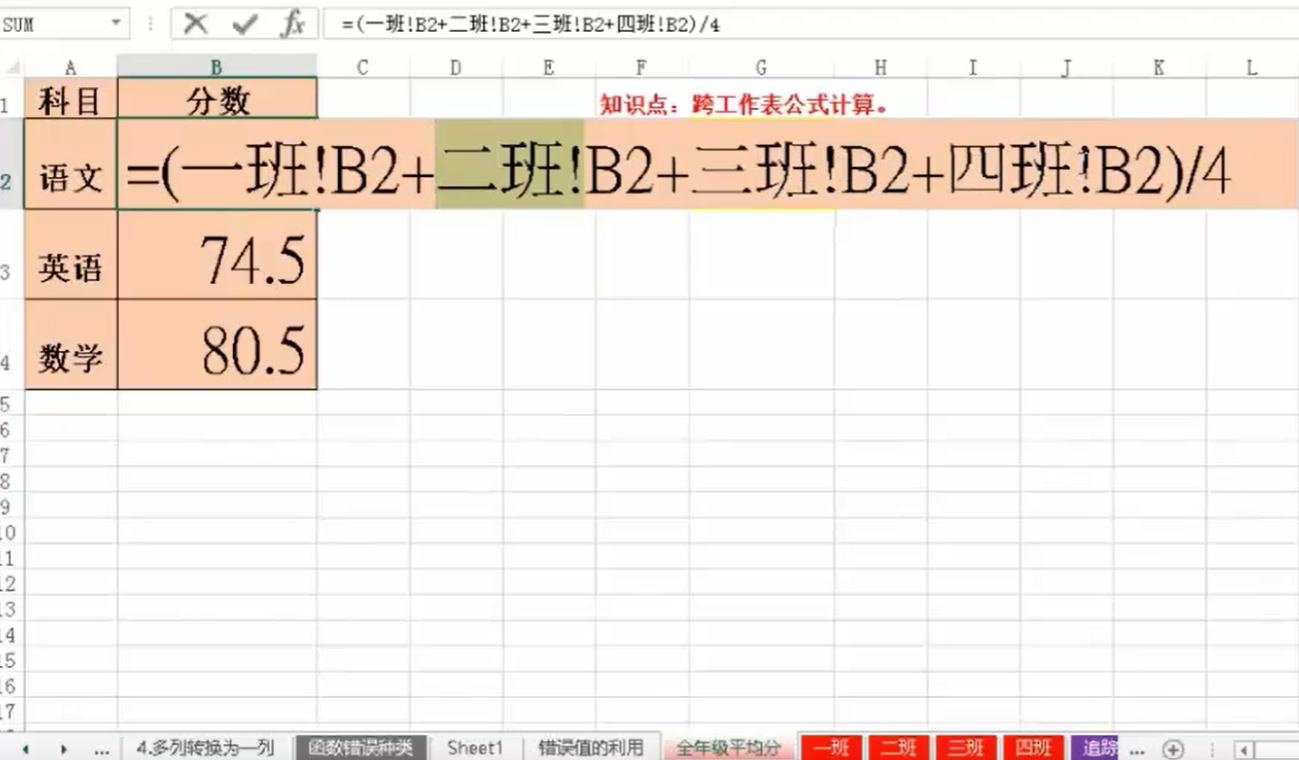 SUM
=(一班!B2+二班!B2+三班!B2+四班!B2)/4
A B C D E F G H I J K L
1 科目 分数 知识点：跨工作表公式计算。
2 语文 =(一班!B2+二班!B2+三班!B2+四班!B2)/4
3 英语 74.5
4 数学 80.5
5
6
7
8
9
10
11
12
13
14
15
16
17
... 4.多列转换为一列 函数错误种类 Sheet1 错误值的利用 全年级平均分 一班 二班 三班 四班 追踪 ...